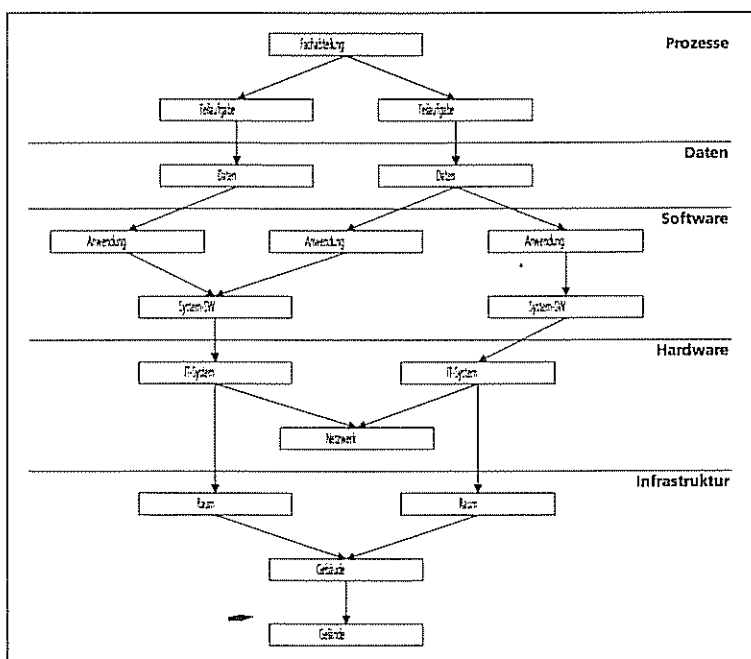 Fachabteilung
Prozesse
Teilaufgabe Teilaufgabe
Daten
Daten Daten
Software
Anwendung Anwendung Anwendung
System-SW System-SW
Hardware
IT-System IT-System
Netzwerk
Infrastruktur
Raum Raum
Gebäude
Gelände